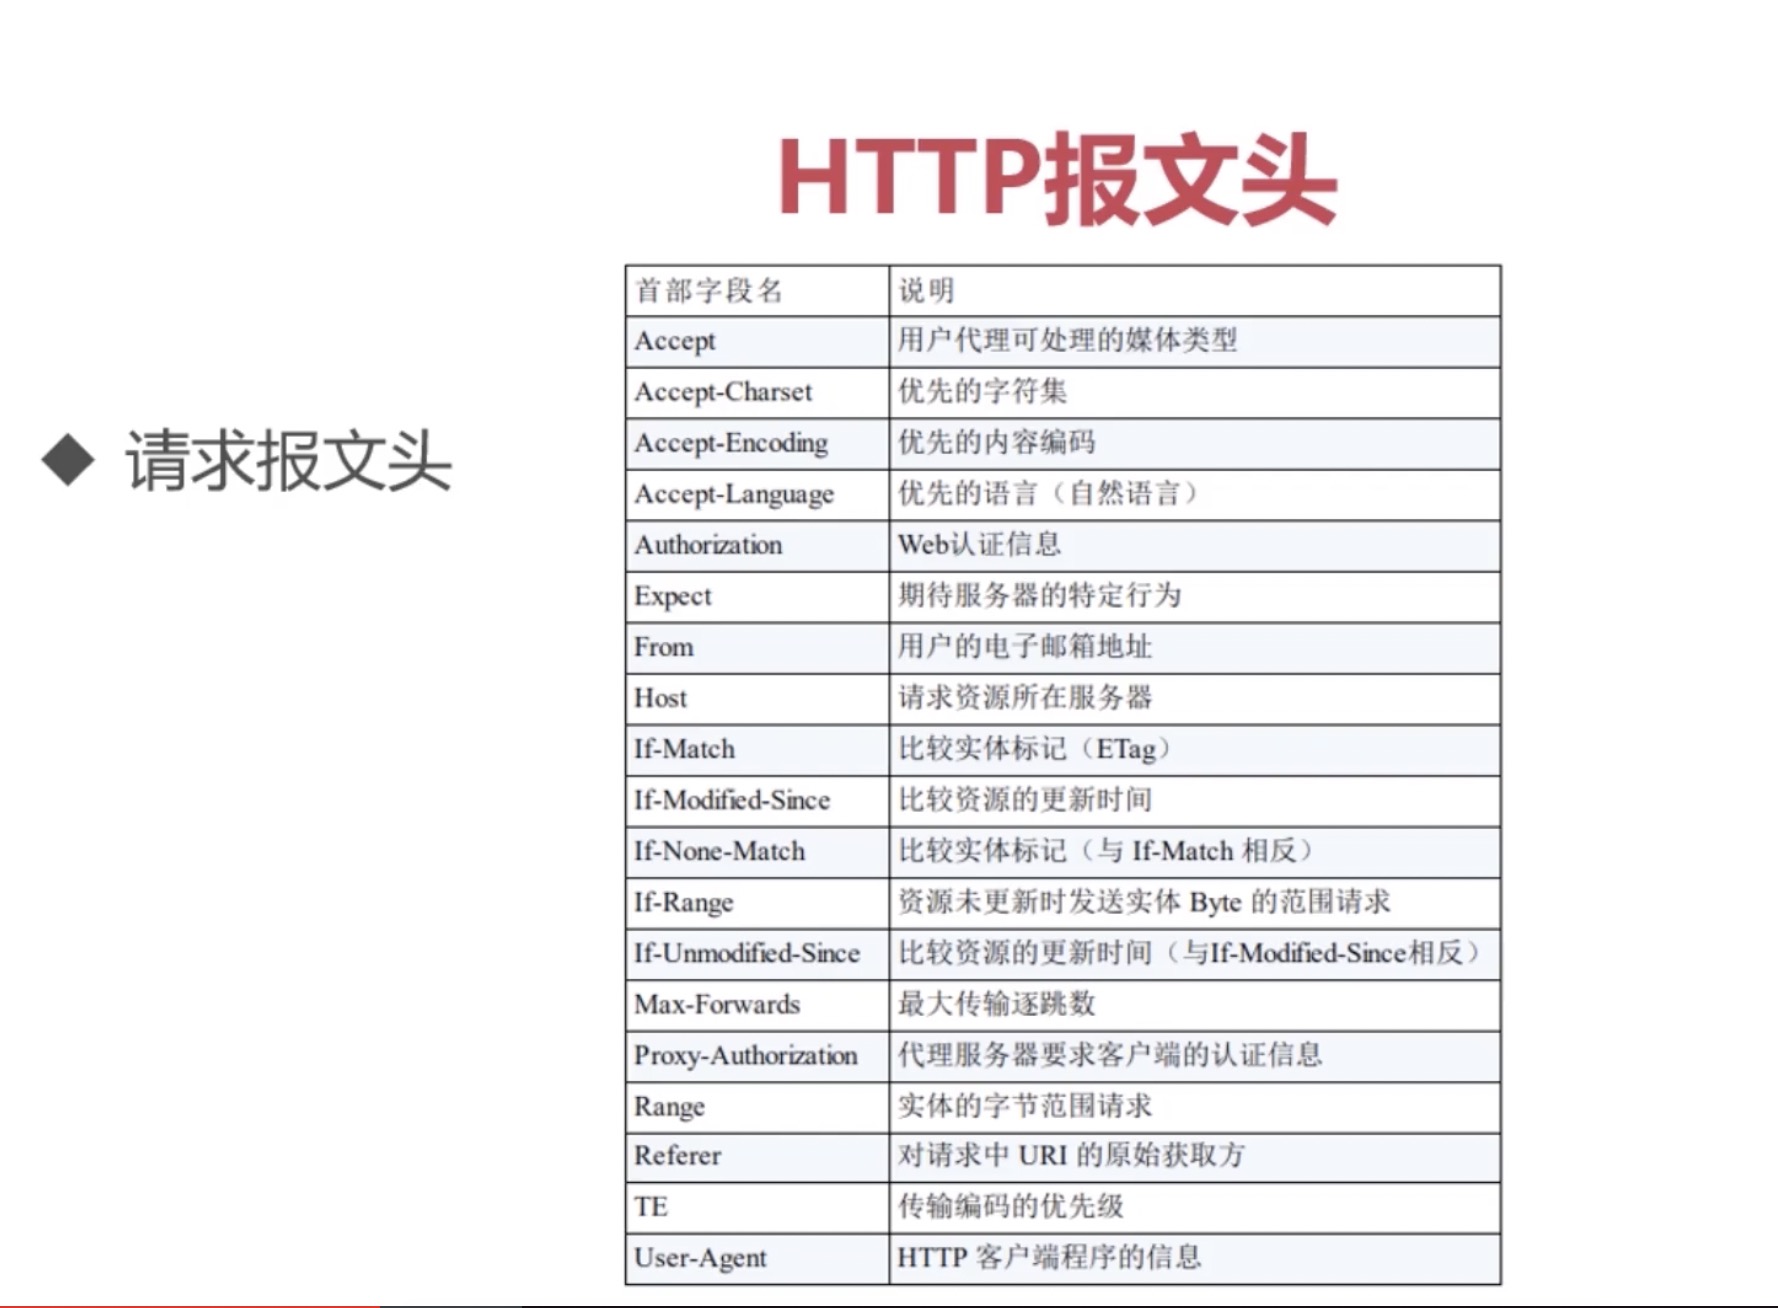 HTTP报文头
◆ 请求报文头
首部字段名 说明
Accept 用户代理可处理的媒体类型
Accept-Charset 优先的字符集
Accept-Encoding 优先的内容编码
Accept-Language 优先的语言（自然语言）
Authorization Web认证信息
Expect 期待服务器的特定行为
From 用户的电子邮箱地址
Host 请求资源所在服务器
If-Match 比较实体标记（ETag）
If-Modified-Since 比较资源的更新时间
If-None-Match 比较实体标记（与 If-Match 相反）
If-Range 资源未更新时发送实体 Byte 的范围请求
If-Unmodified-Since 比较资源的更新时间（与If-Modified-Since相反）
Max-Forwards 最大传输逐跳数
Proxy-Authorization 代理服务器要求客户端的认证信息
Range 实体的字节范围请求
Referer 对请求中 URI 的原始获取方
TE 传输编码的优先级
User-Agent HTTP 客户端程序的信息